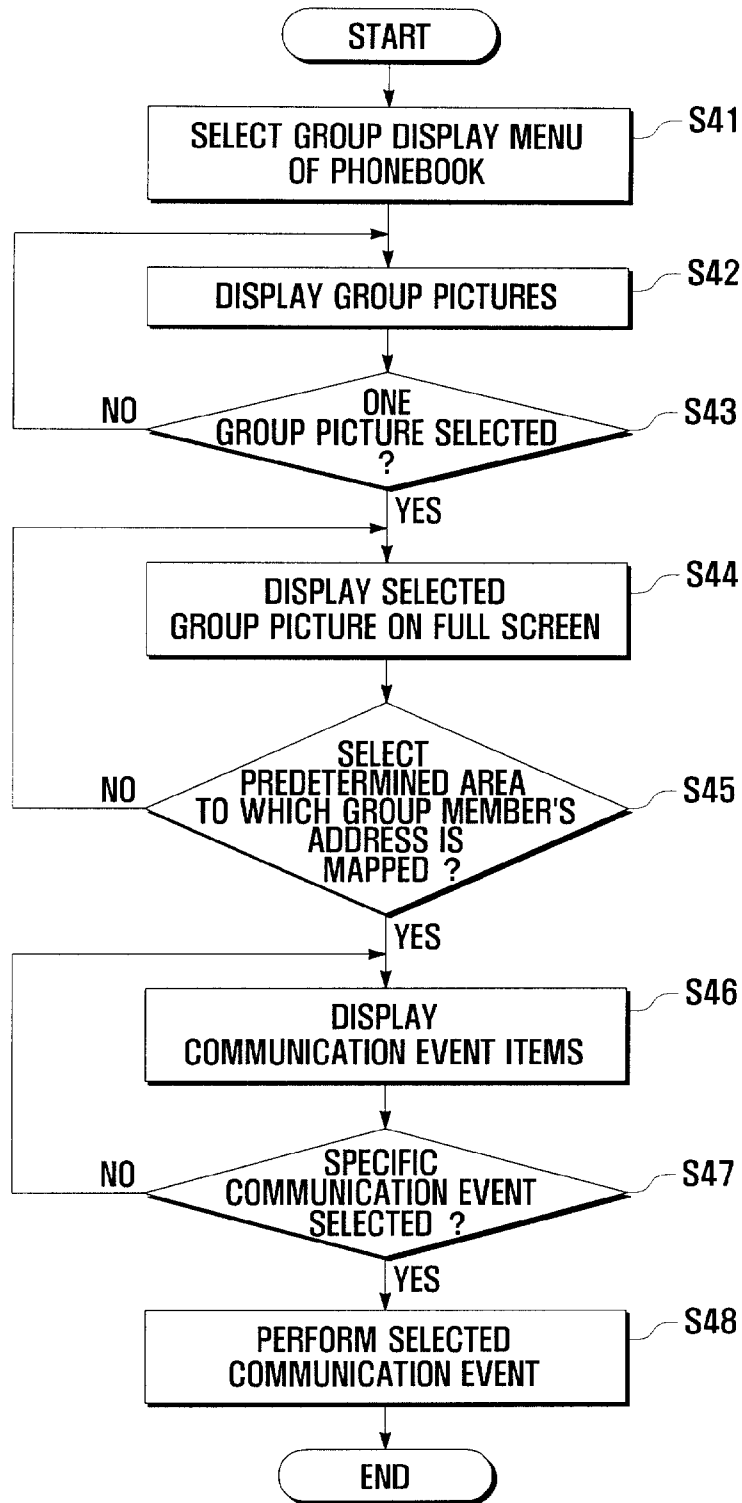 START
SELECT GROUP DISPLAY MENU
OF PHONEBOOK
S41
DISPLAY GROUP PICTURES
S42
ONE
GROUP PICTURE SELECTED
?
S43
NO
YES
DISPLAY SELECTED
GROUP PICTURE ON FULL SCREEN
S44
SELECT
PREDETERMINED AREA
TO WHICH GROUP MEMBER'S
ADDRESS IS
MAPPED ?
S45
NO
YES
DISPLAY
COMMUNICATION EVENT ITEMS
S46
SPECIFIC
COMMUNICATION EVENT
SELECTED ?
S47
NO
YES
PERFORM SELECTED
COMMUNICATION EVENT
S48
END